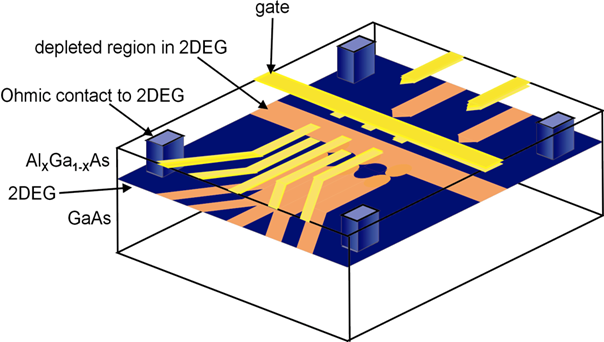 gate
depleted region in 2DEG
Ohmic contact to 2DEG
AlxGa1-xAs
2DEG
GaAs